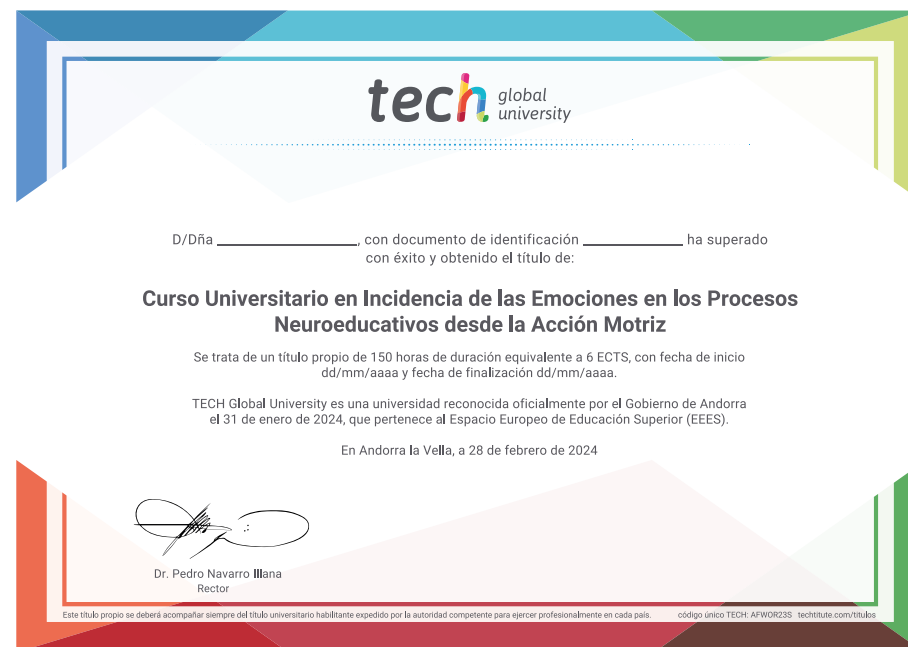 tech global university
D/Dña ______________, con documento de identificación __________ ha superado
con éxito y obtenido el título de:
Curso Universitario en Incidencia de las Emociones en los Procesos
Neuroeducativos desde la Acción Motriz
Se trata de un título propio de 150 horas de duración equivalente a 6 ECTS, con fecha de inicio
dd/mm/aaaa y fecha de finalización dd/mm/aaaa.
TECH Global University es una universidad reconocida oficialmente por el Gobierno de Andorra
el 31 de enero de 2024, que pertenece al Espacio Europeo de Educación Superior (EEES).
En Andorra la Vella, a 28 de febrero de 2024
Dr. Pedro Navarro Illana
Rector
Este título propio se deberá acompañar siempre del título universitario habilitante expedido por la autoridad competente para ejercer profesionalmente en cada país. código único TECH: AFWOR23S techtitute.com/titulos